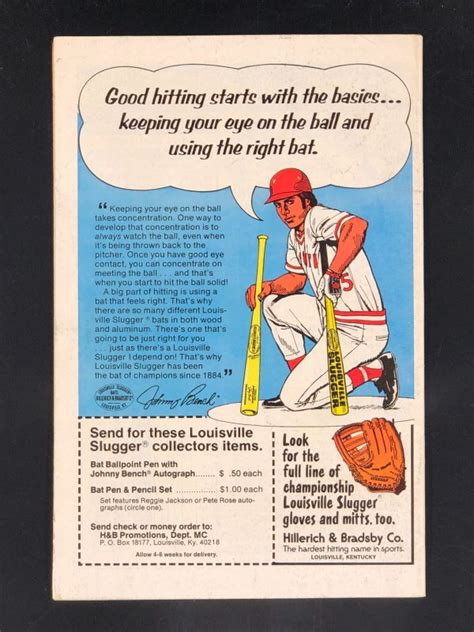 Good hitting starts with the basics...
keeping your eye on the ball and
using the right bat.
“Keeping your eye on the ball
takes concentration. One way to
develop that concentration is to
always watch the ball, even when
it's being thrown back to the
pitcher. Once you have good eye
contact, you can concentrate on
meeting the ball . . . and that's
when you start to hit the ball solid!
A big part of hitting is using a
bat that feels right. That's why
there are so many different Louis-
ville Slugger® bats in both wood
and aluminum. There's one that's
going to be just right for you
. . . just as there's a Louisville
Slugger I depend on! That's why
Louisville Slugger has been
the bat of champions since 1884.”
Johnny Bench
LOUISVILLE
SLUGGER
Send for these Louisville
Slugger® collectors items.
Bat Ballpoint Pen with
Johnny Bench® Autograph........ $ .50 each
Bat Pen & Pencil Set ............... $1.00 each
Set features Reggie Jackson or Pete Rose
autographs (circle one).
Send check or money order to:
H&B Promotions, Dept. MC
P. O. Box 18177, Louisville, Ky. 40218
Allow 4-6 weeks for delivery.
Look
for the
full line of
championship
Louisville Slugger®
gloves and mitts, too.
Hillerich & Bradsby Co.
The hardest hitting name in sports.
LOUISVILLE, KENTUCKY